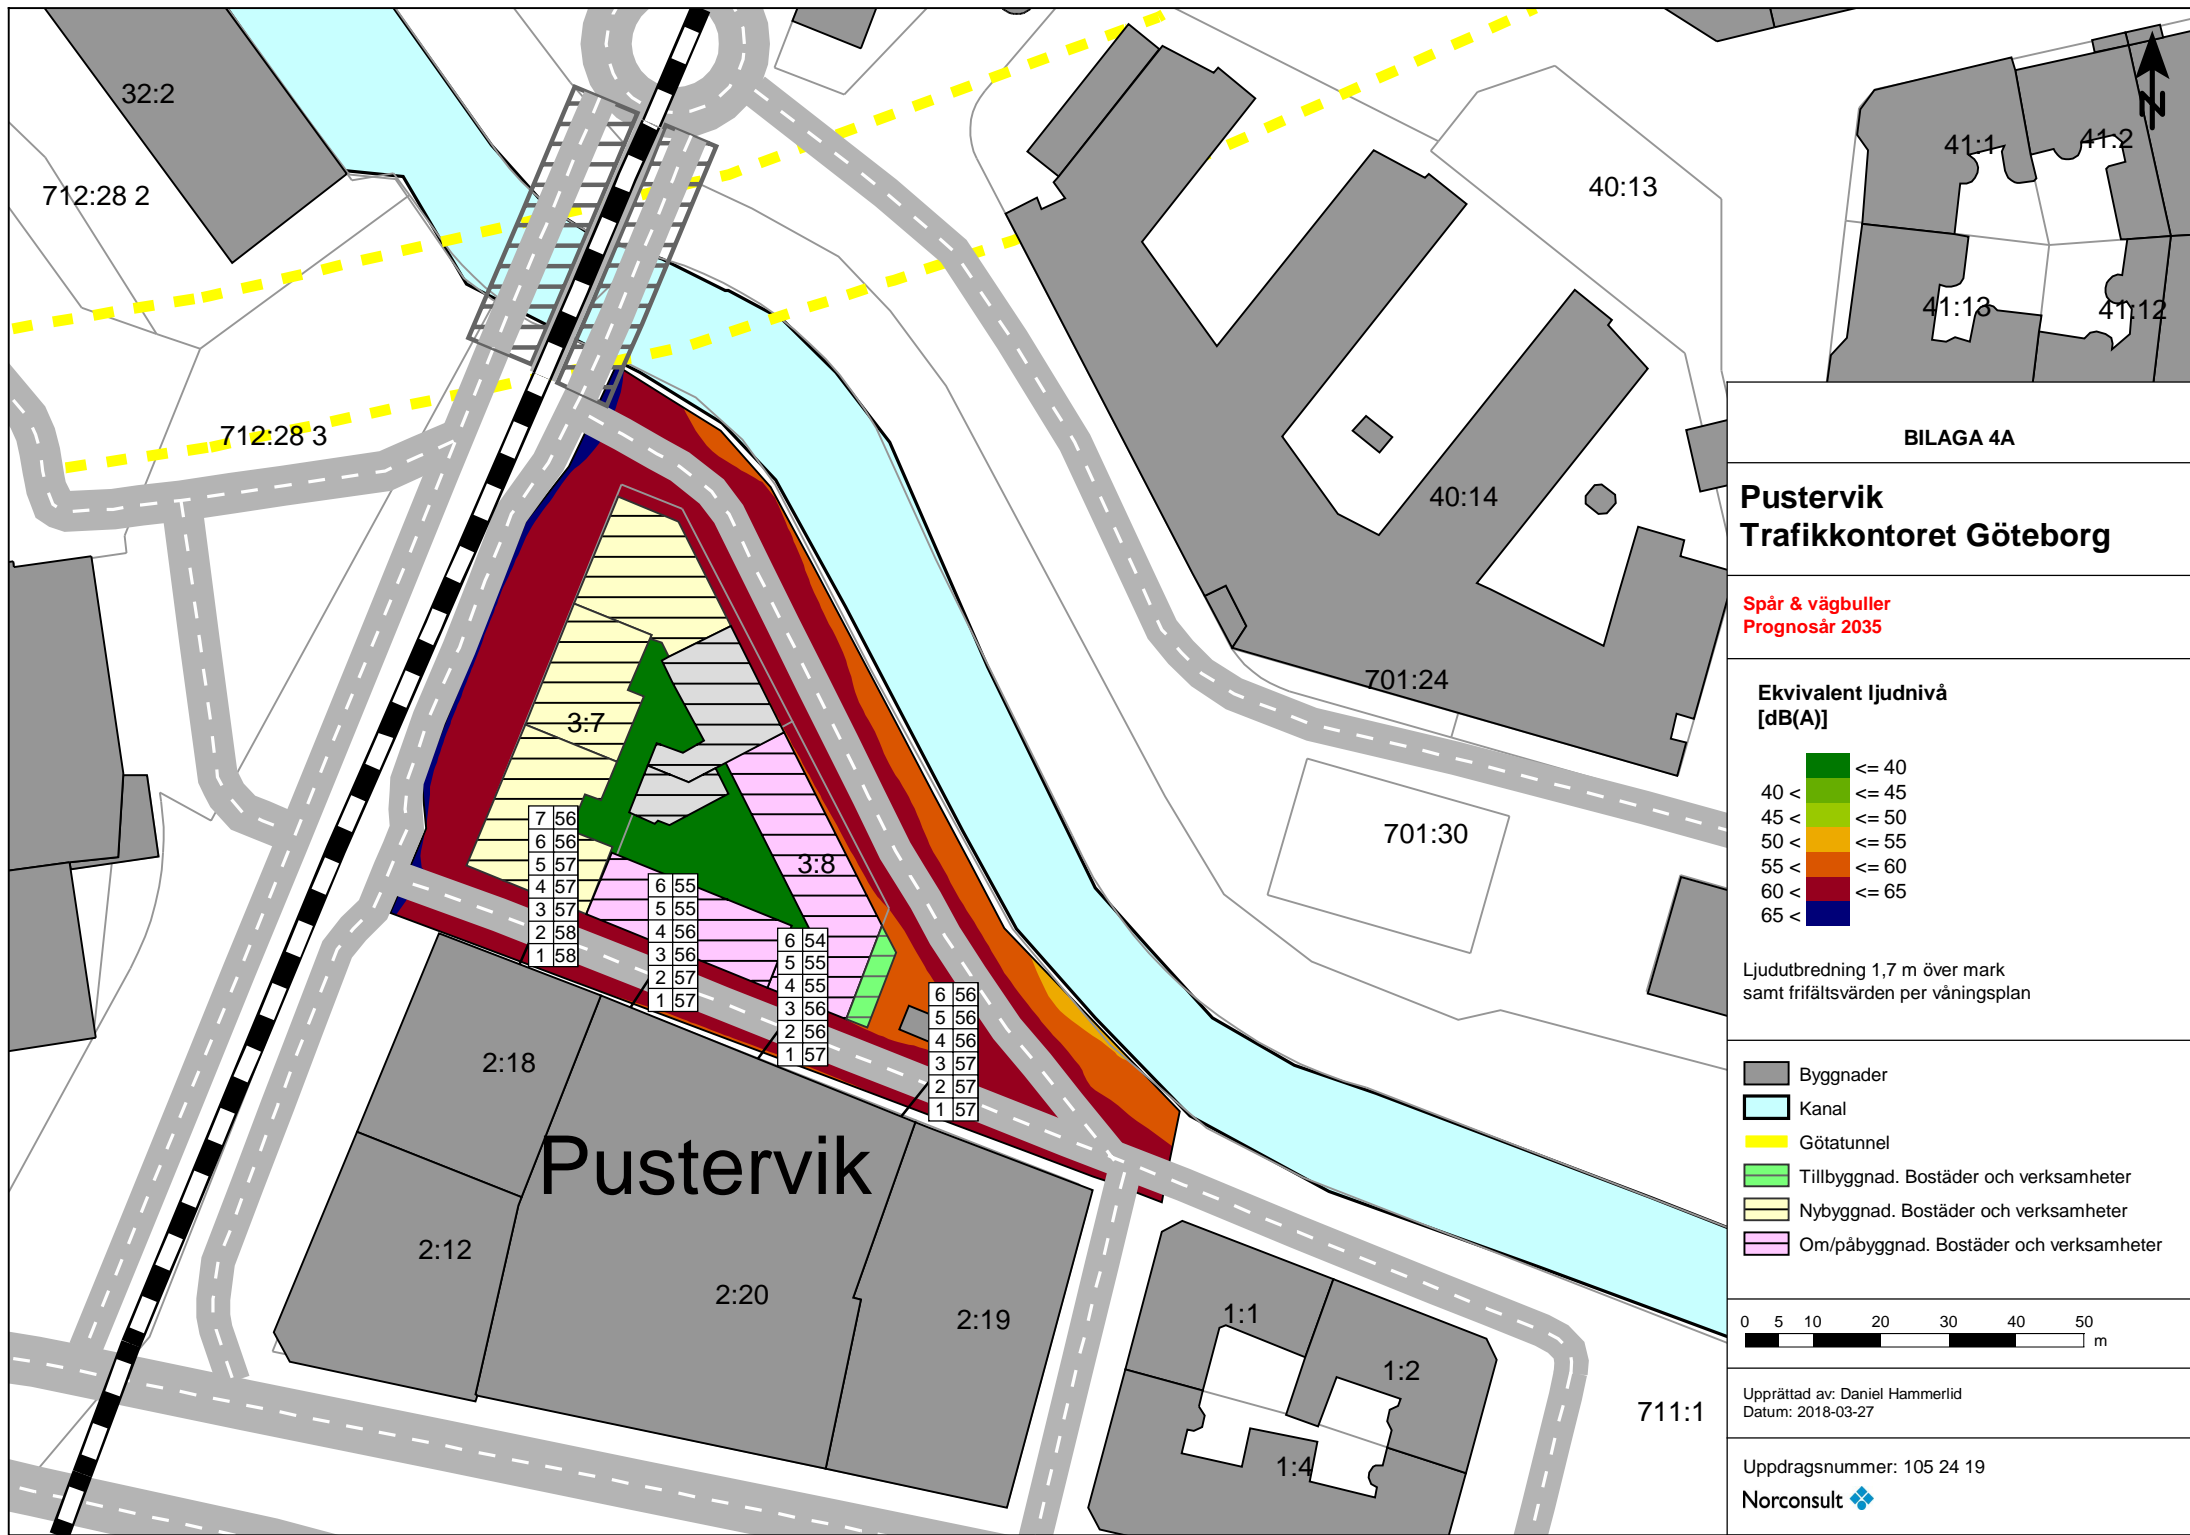 32:2
712:28 2
712:28 3
40:13
41:1
41:2
41:13
41:12
40:14
701:24
701:30
3:7
3:8
7 56
6 56
5 57
4 57
3 57
2 58
1 58
6 55
5 55
4 56
3 56
2 57
1 57
6 54
5 55
4 55
3 56
2 56
1 57
6 56
5 56
4 56
3 57
2 57
1 57
2:18
Pustervik
2:12
2:20
2:19
1:1
1:2
1:4
711:1
N
BILAGA 4A
Pustervik
Trafikkontoret Göteborg
Spår & vägbuller
Prognosår 2035
Ekvivalent ljudnivå
[dB(A)]
<= 40
40 < <= 45
45 < <= 50
50 < <= 55
55 < <= 60
60 < <= 65
65 <
Ljudutbredning 1,7 m över mark
samt frifältsvärden per våningsplan
Byggnader
Kanal
Götatunnel
Tillbyggnad. Bostäder och verksamheter
Nybyggnad. Bostäder och verksamheter
Om/påbyggnad. Bostäder och verksamheter
0 5 10 20 30 40 50
m
Upprättad av: Daniel Hammerlid
Datum: 2018-03-27
Uppdragsnummer: 105 24 19
Norconsult